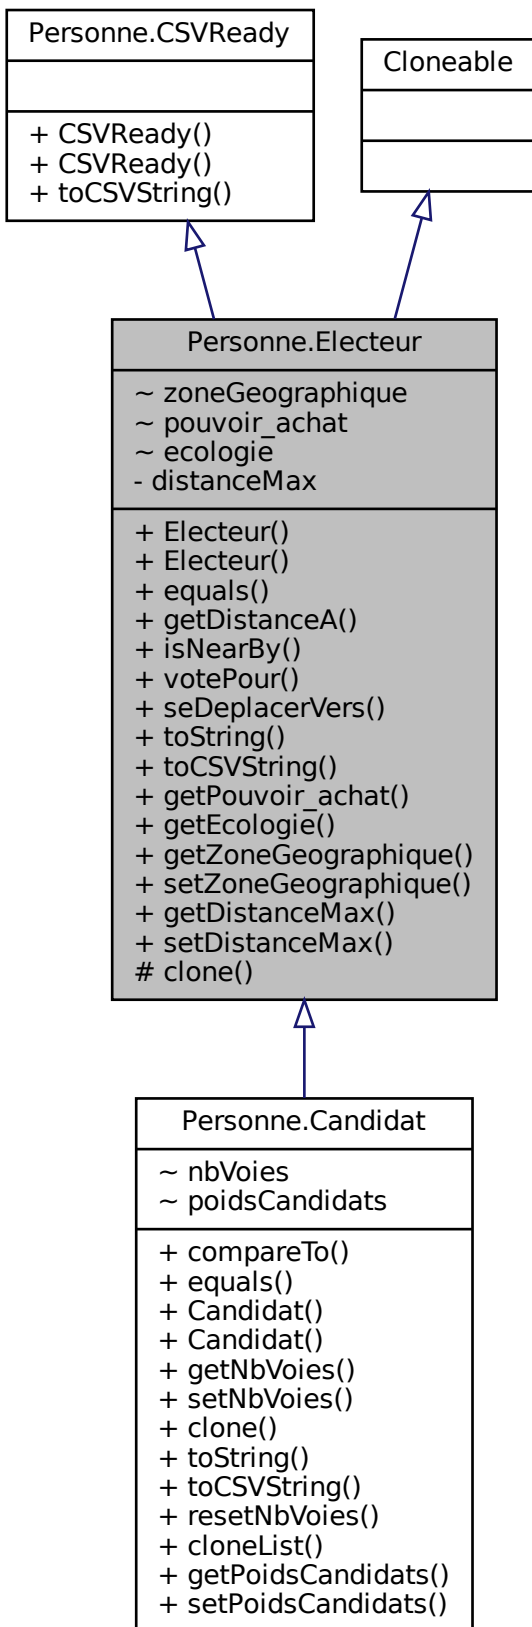 Personne.CSVReady
+ CSVReady()
+ CSVReady()
+ toCSVString()
Cloneable
Personne.Electeur
~ zoneGeographique
~ pouvoir_achat
~ ecologie
- distanceMax
+ Electeur()
+ Electeur()
+ equals()
+ getDistanceA()
+ isNearBy()
+ votePour()
+ seDeplacerVers()
+ toString()
+ toCSVString()
+ getPouvoir_achat()
+ getEcologie()
+ getZoneGeographique()
+ setZoneGeographique()
+ getDistanceMax()
+ setDistanceMax()
# clone()
Personne.Candidat
~ nbVoies
~ poidsCandidats
+ compareTo()
+ equals()
+ Candidat()
+ Candidat()
+ getNbVoies()
+ setNbVoies()
+ clone()
+ toString()
+ toCSVString()
+ resetNbVoies()
+ cloneList()
+ getPoidsCandidats()
+ setPoidsCandidats()